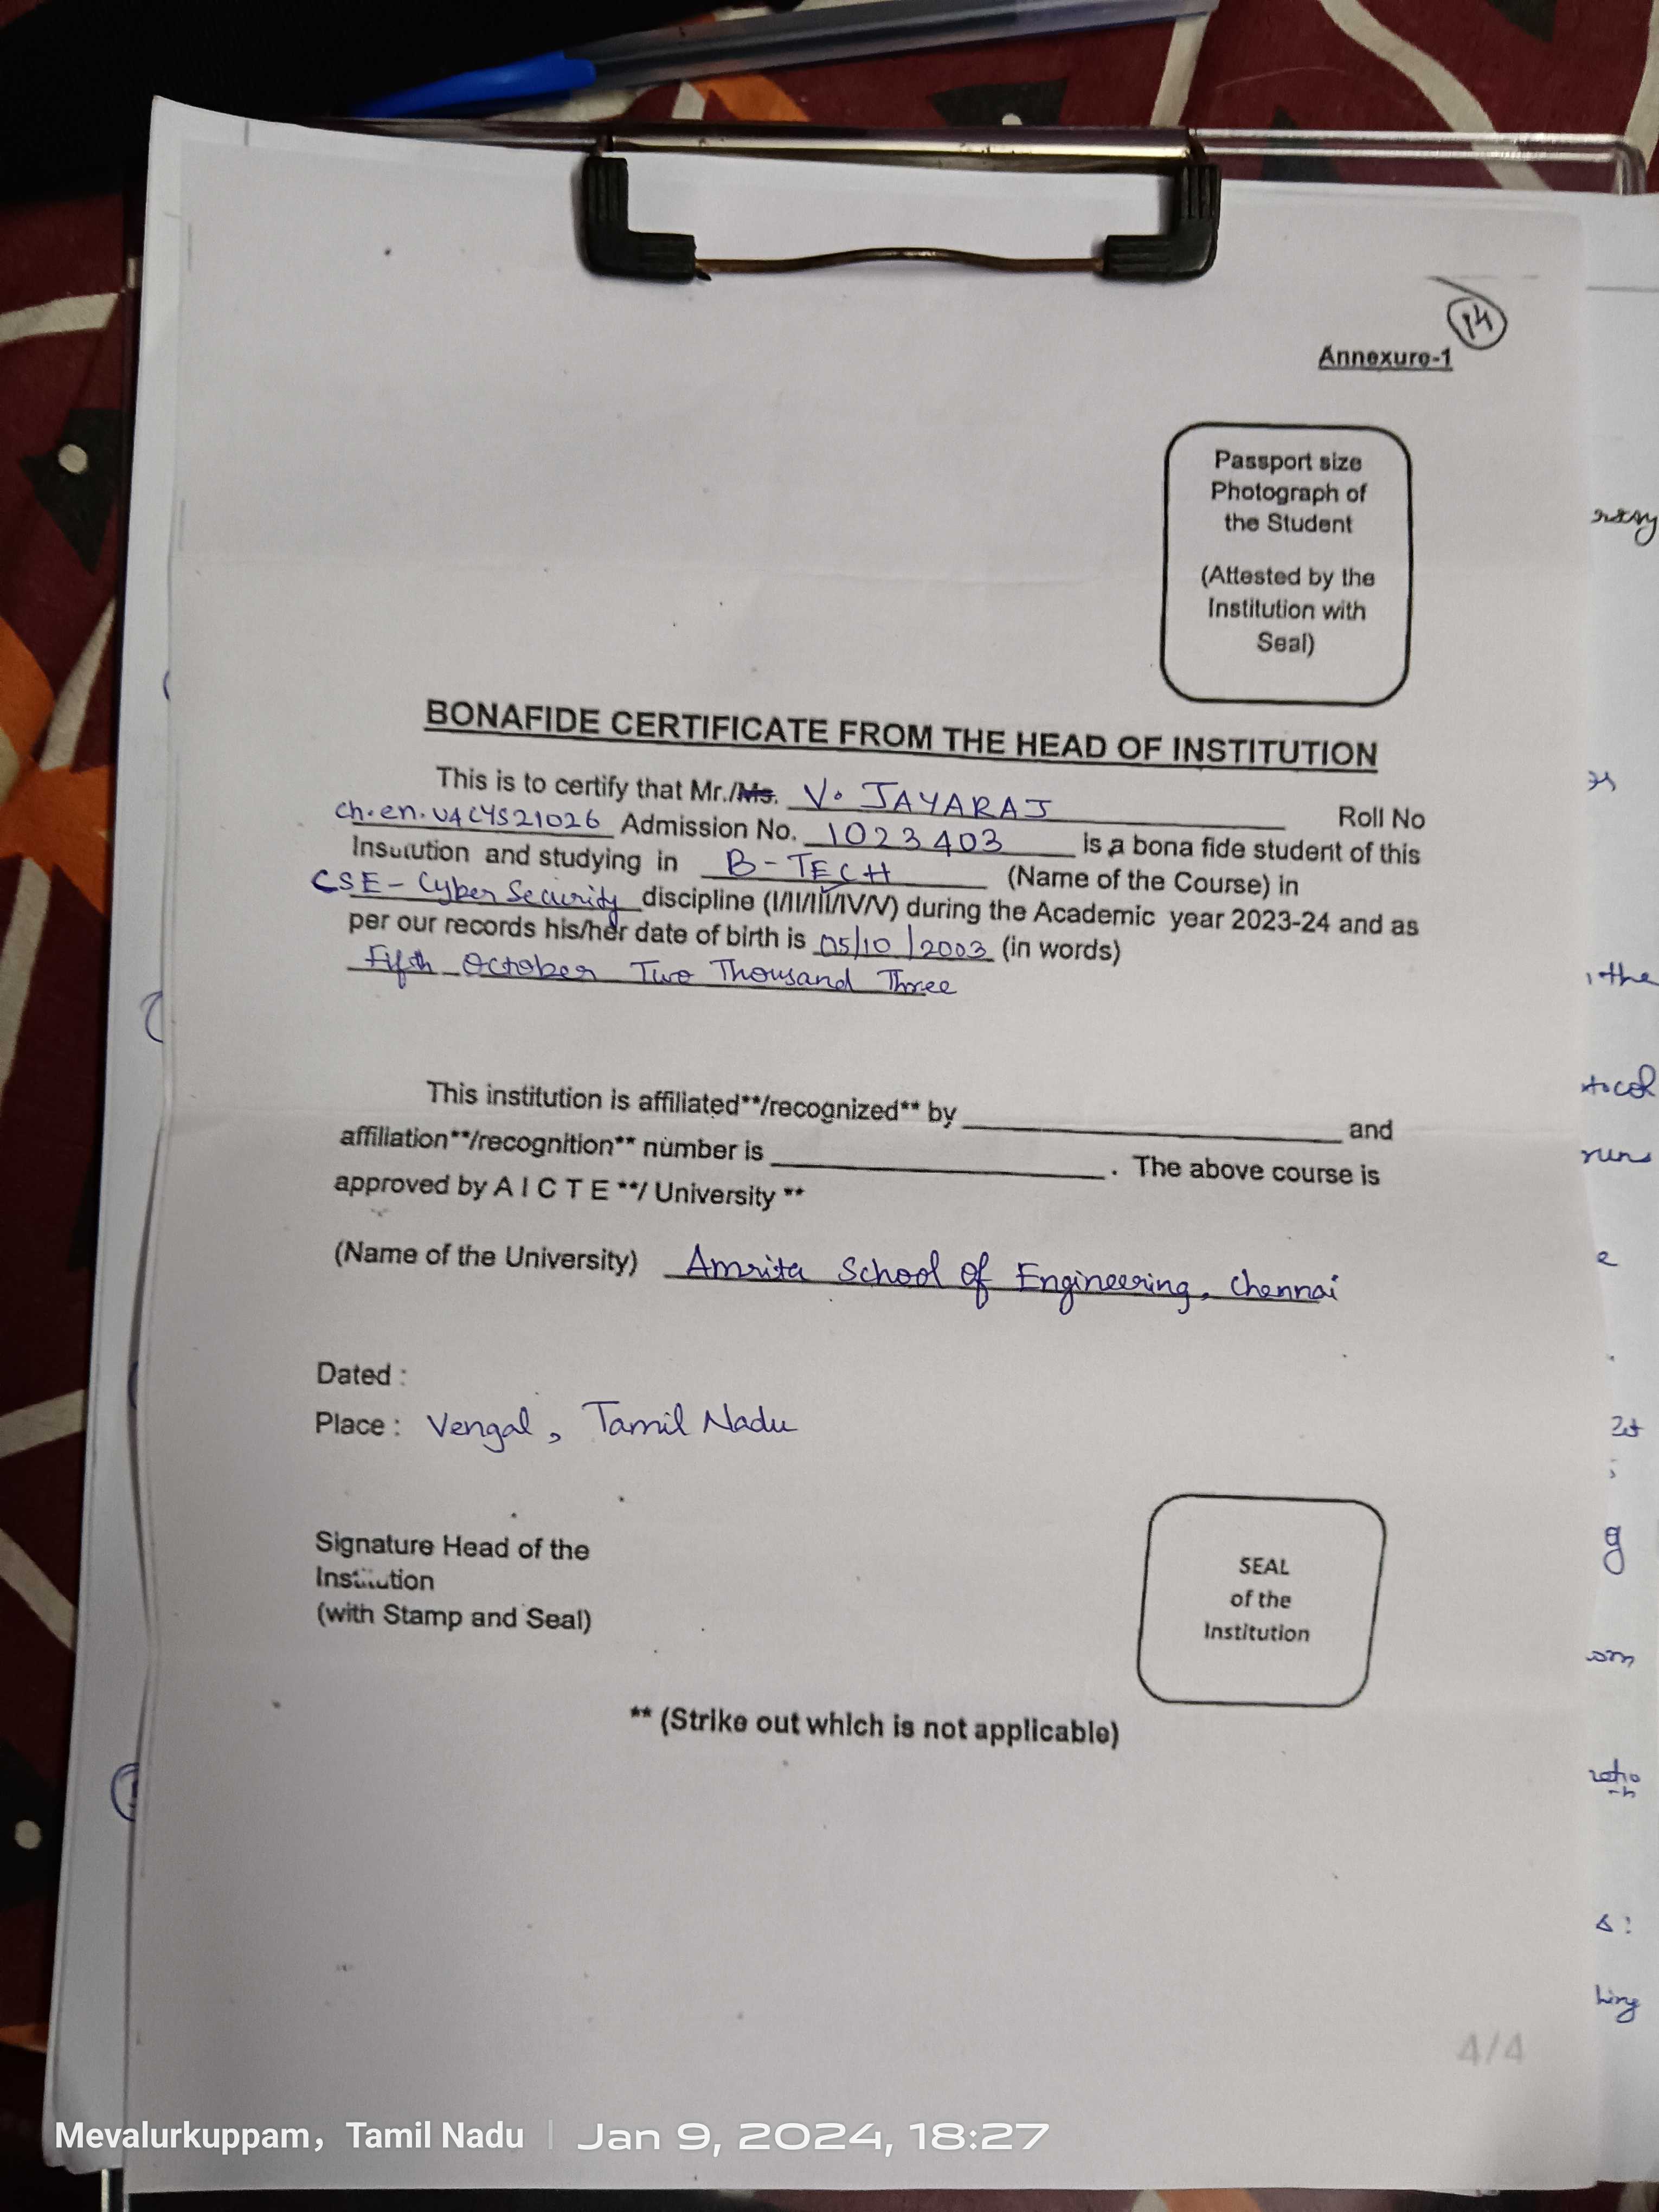 14
Annexure-1
Passport size
Photograph of
the Student
(Attested by the
Institution with
Seal)
BONAFIDE CERTIFICATE FROM THE HEAD OF INSTITUTION
This is to certify that Mr./Ms. V. JAYARAJ Roll No
ch.en.U4CYS21026 Admission No. 1023403 is a bona fide student of this
Institution and studying in B-TECH (Name of the Course) in
CSE - Cyber Security discipline (I/II/III/IV/V) during the Academic year 2023-24 and as
per our records his/her date of birth is 05/10/2003 (in words)
Fifth October Two Thousand Three
This institution is affiliated**/recognized** by and
affiliation**/recognition** number is . The above course is
approved by A I C T E **/ University **
(Name of the University) Amrita School of Engineering, Chennai
Dated :
Place : Vengal, Tamil Nadu
Signature Head of the
Institution
(with Stamp and Seal)
SEAL
of the
Institution
** (Strike out which is not applicable)
4/4
Mevalurkuppam, Tamil Nadu | Jan 9, 2024, 18:27